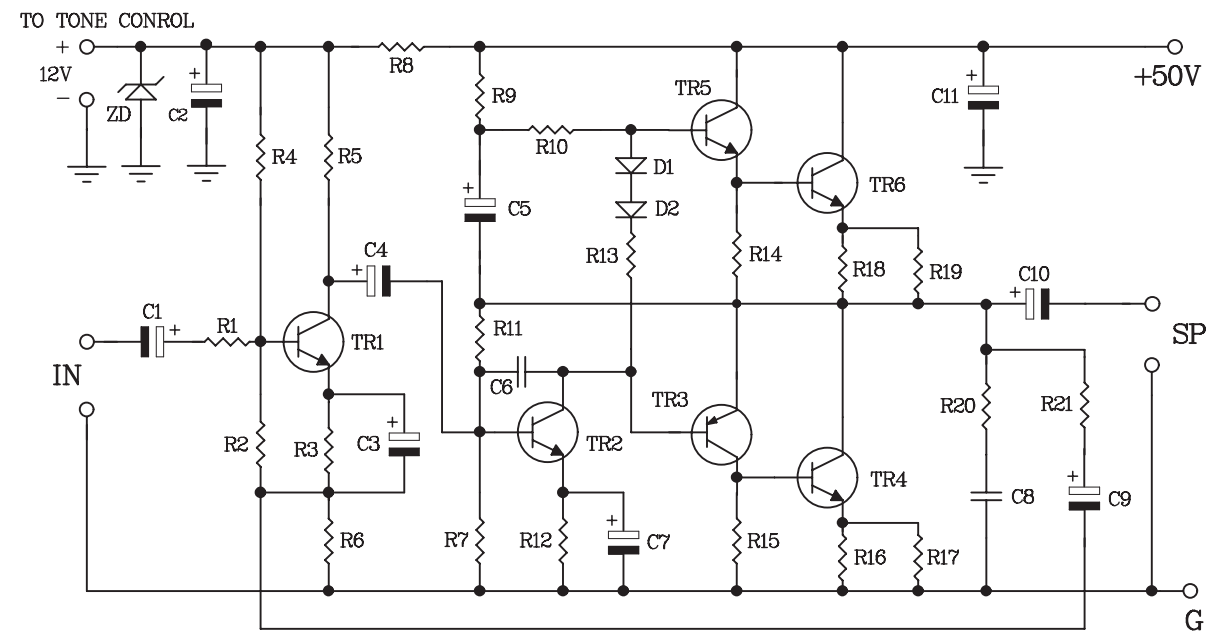 TO TONE CONROL
+
12V
−
ZD
+
C2
R4
R5
R8
R9
R10
TR5
D1
D2
R13
+
C5
R14
TR6
R18
R19
+
C11
+50V
C4
+
C1
+
R1
TR1
IN
R2
R3
+
C3
R6
R11
C6
TR2
R7
R12
+
C7
TR3
R15
TR4
R16
R17
C10
+
SP
R20
R21
C8
+
C9
G